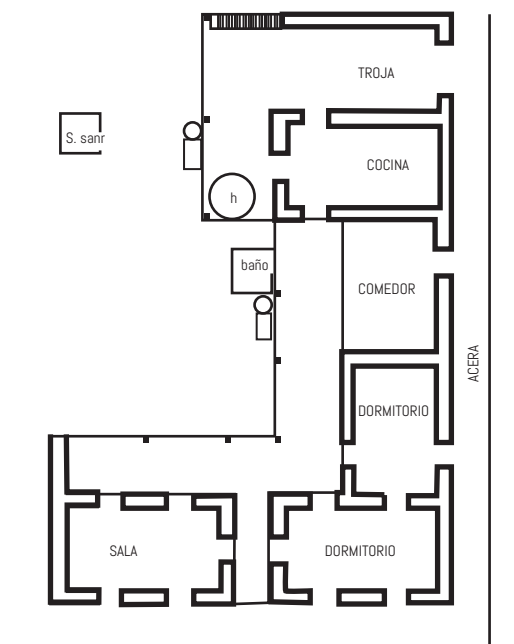 TROJA
S. sanr
COCINA
h
baño
COMEDOR
ACERA
DORMITORIO
SALA
DORMITORIO